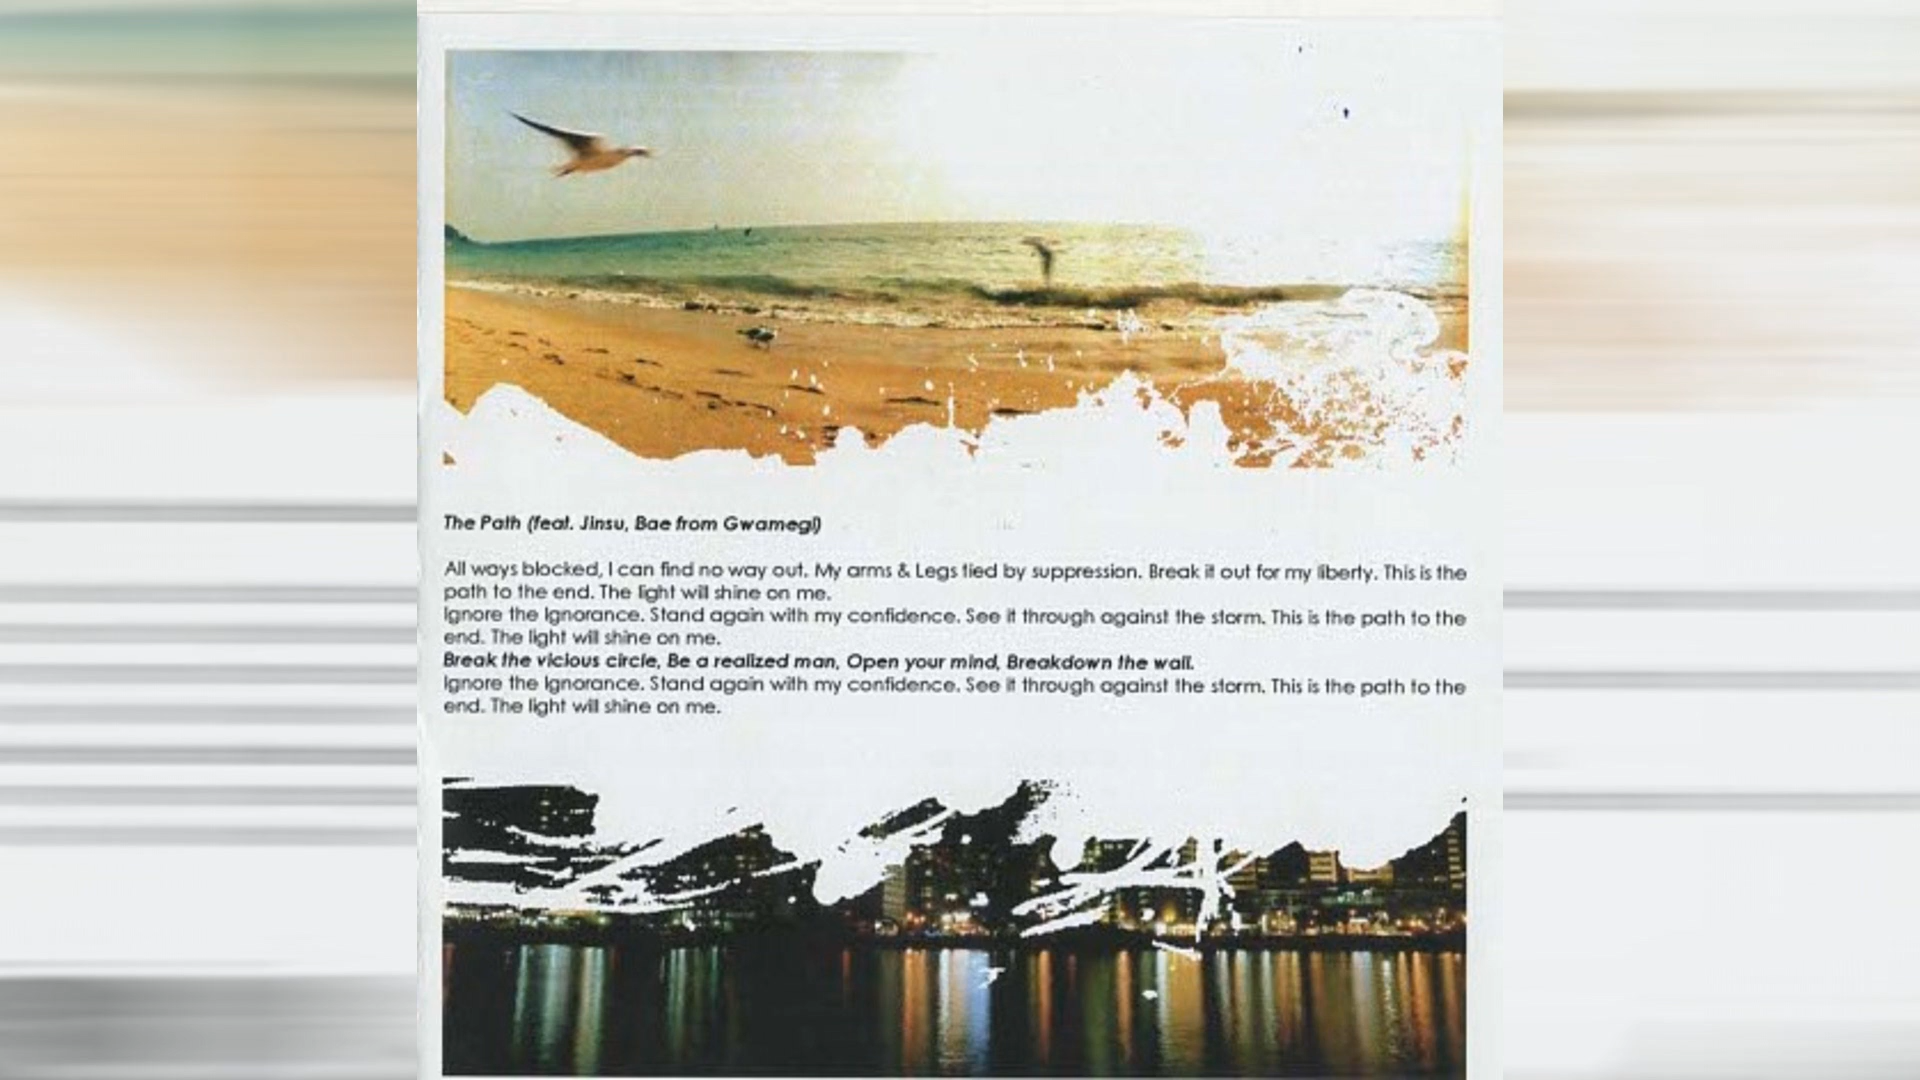 The Path (feat. Jinsu, Bae from Gwamegi)
All ways blocked, I can find no way out. My arms & Legs tied by suppression. Break it out for my liberty. This is the
path to the end. The light will shine on me.
Ignore the Ignorance. Stand again with my confidence. See it through against the storm. This is the path to the
end. The light will shine on me.
Break the vicious circle, Be a realized man, Open your mind, Breakdown the wall.
Ignore the Ignorance. Stand again with my confidence. See it through against the storm. This is the path to the
end. The light will shine on me.